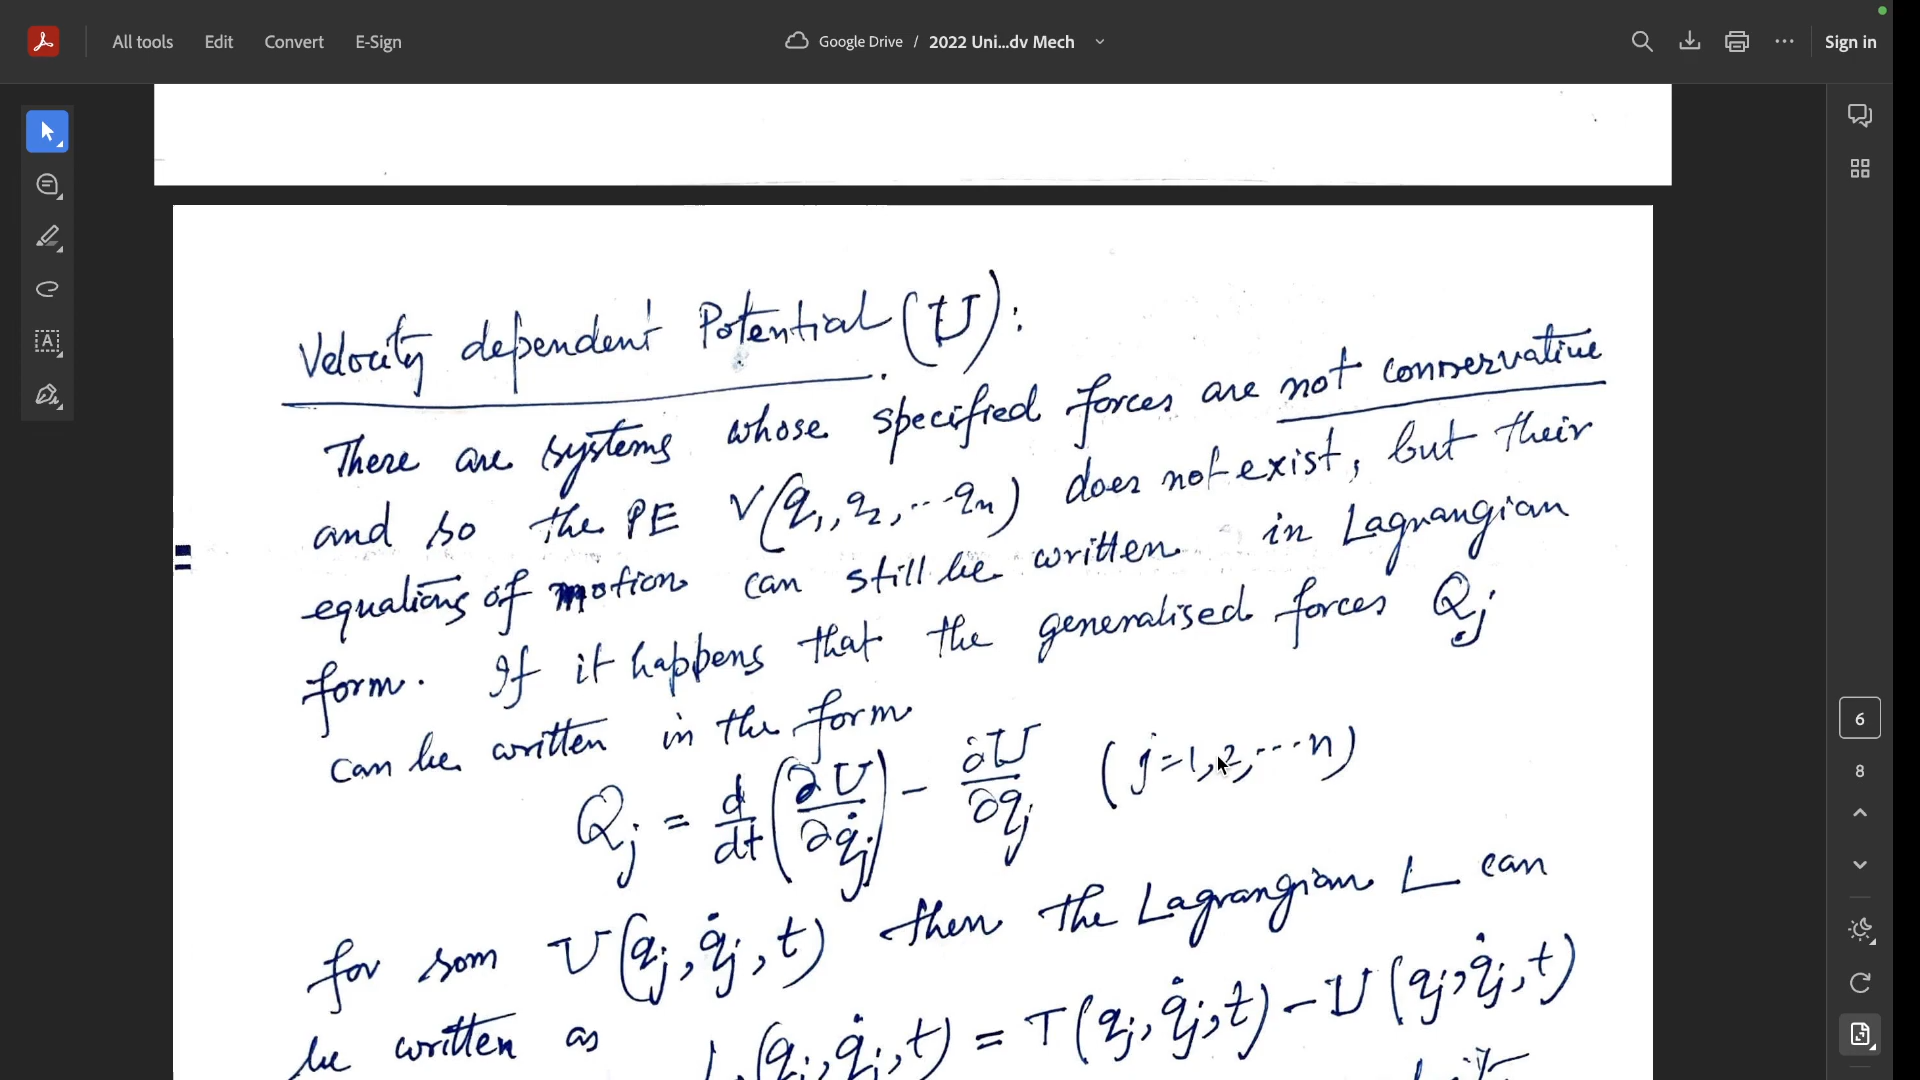 All tools Edit Convert E-Sign Google Drive / 2022 Uni...dv Mech Sign in
Velocity dependent Potential (U):
There are systems whose specified forces are not conservative
and so the PE V(q₁, q₂, ... qₙ) does not exist, but their
equations of motion can still be written in Lagrangian
form. If it happens that the generalised forces Qⱼ
can be written in the form
Qⱼ = d/dt (∂U/∂q̇ⱼ) - ∂U/∂qⱼ (j=1,2,...n)
for som U(qⱼ, q̇ⱼ, t) then the Lagrangian L can
be written as
L(qⱼ, q̇ⱼ, t) = T(qⱼ, q̇ⱼ, t) - U(qⱼ, q̇ⱼ, t)
6
8